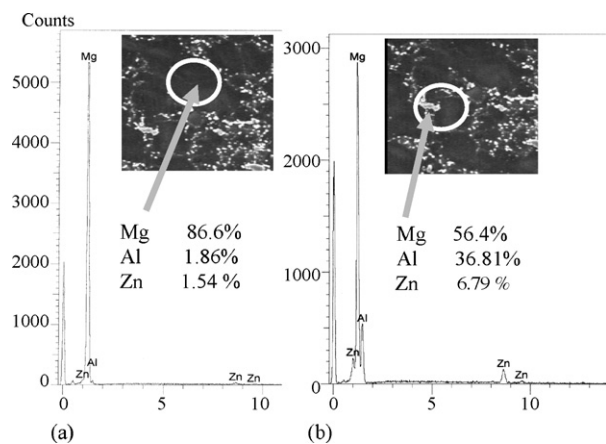 Counts
Mg
5000
4000
3000
2000
1000
0
Zn
Al
Zn Zn
0 5 10
Mg 86.6%
Al 1.86%
Zn 1.54 %
(a)
3000
2000
1000
0
Mg
Al
Zn
Zn
Zn
0 5 10
Mg 56.4%
Al 36.81%
Zn 6.79 %
(b)